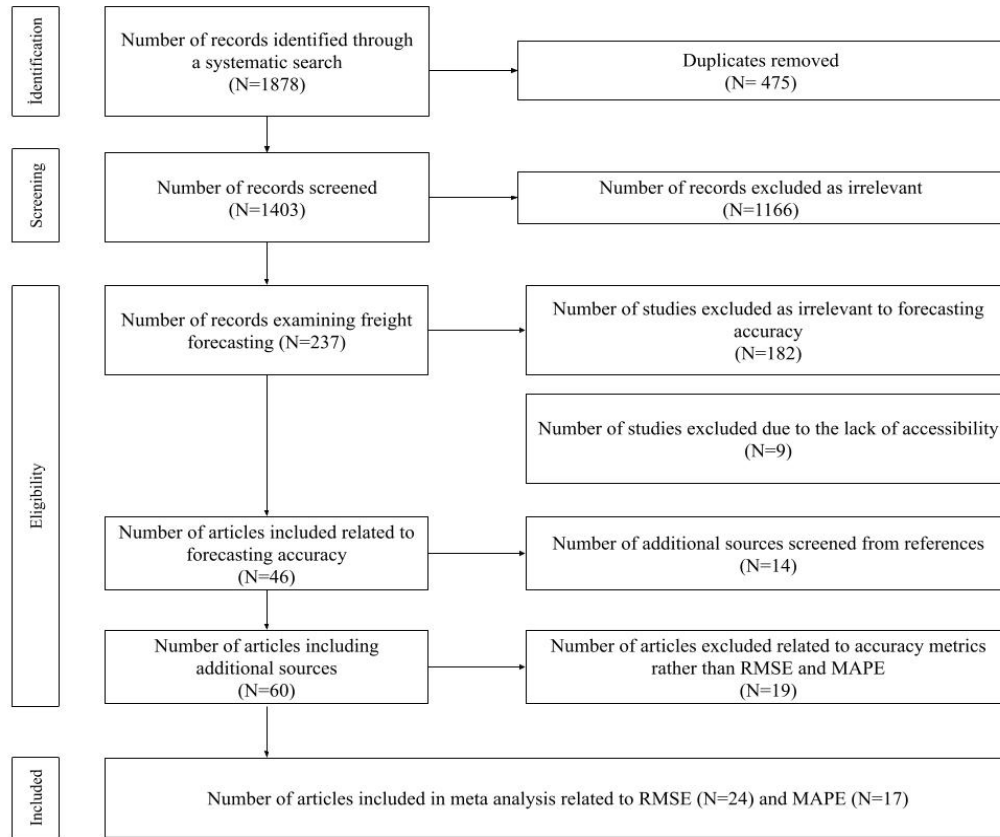 Identification
Number of records identified through
a systematic search
(N=1878)
Duplicates removed
(N= 475)
Screening
Number of records screened
(N=1403)
Number of records excluded as irrelevant
(N=1166)
Eligibility
Number of records examining freight
forecasting (N=237)
Number of studies excluded as irrelevant to forecasting
accuracy
(N=182)
Number of studies excluded due to the lack of accessibility
(N=9)
Number of articles included related to
forecasting accuracy
(N=46)
Number of additional sources screened from references
(N=14)
Number of articles including
additional sources
(N=60)
Number of articles excluded related to accuracy metrics
rather than RMSE and MAPE
(N=19)
Included
Number of articles included in meta analysis related to RMSE (N=24) and MAPE (N=17)